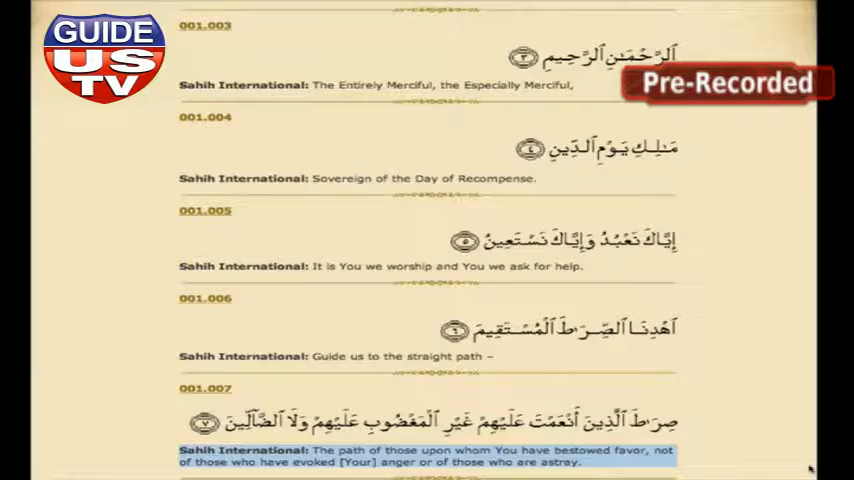 GUIDE
US
TV
Pre-Recorded
001.003
ٱلرَّحْمَـٰنِ ٱلرَّحِيمِ ﴿٣﴾
Sahih International: The Entirely Merciful, the Especially Merciful,
001.004
مَـٰلِكِ يَوْمِ ٱلدِّينِ ﴿٤﴾
Sahih International: Sovereign of the Day of Recompense.
001.005
إِيَّاكَ نَعْبُدُ وَإِيَّاكَ نَسْتَعِينُ ﴿٥﴾
Sahih International: It is You we worship and You we ask for help.
001.006
ٱهْدِنَا ٱلصِّرَٰطَ ٱلْمُسْتَقِيمَ ﴿٦﴾
Sahih International: Guide us to the straight path –
001.007
صِرَٰطَ ٱلَّذِينَ أَنْعَمْتَ عَلَيْهِمْ غَيْرِ ٱلْمَغْضُوبِ عَلَيْهِمْ وَلَا ٱلضَّآلِّينَ ﴿٧﴾
Sahih International: The path of those upon whom You have bestowed favor, not
of those who have evoked [Your] anger or of those who are astray.